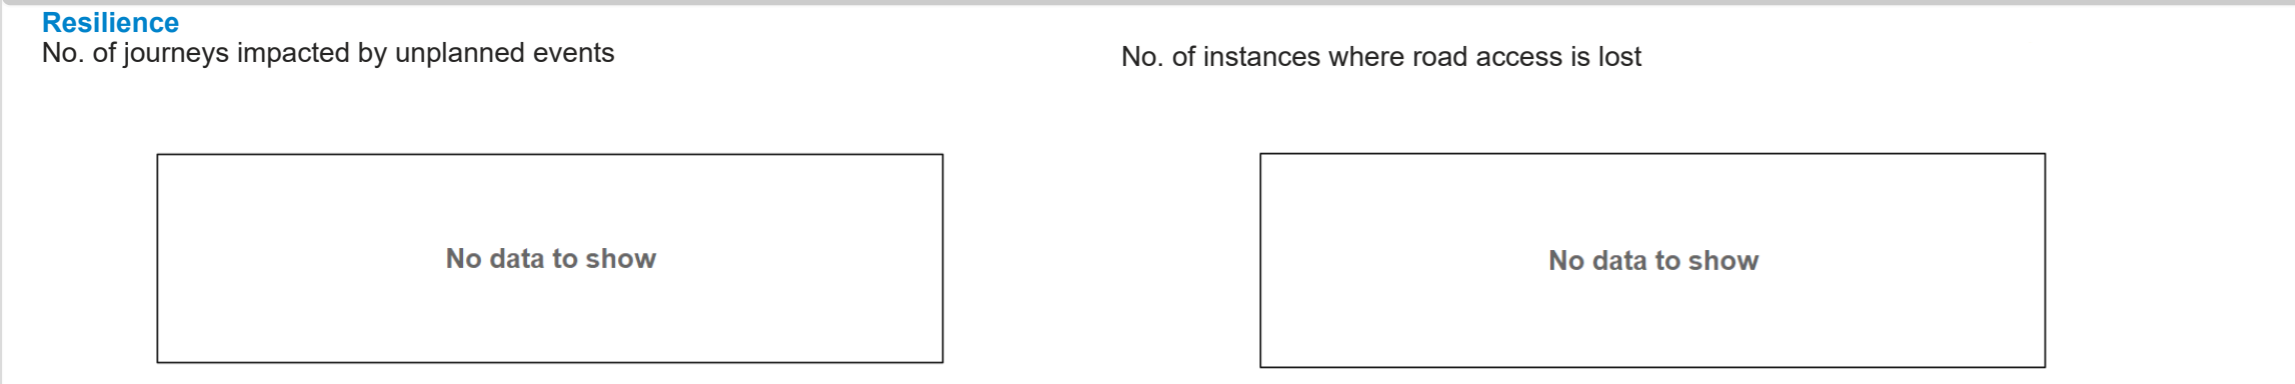 Resilience
No. of journeys impacted by unplanned events
No. of instances where road access is lost
No data to show
No data to show